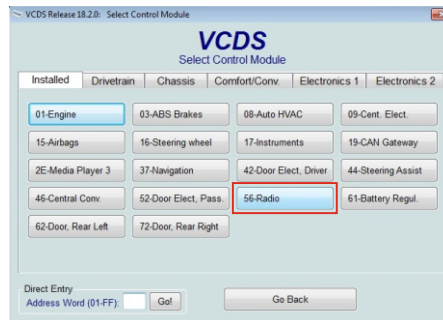 VCDS Release 18.2.0: Select Control Module
VCDS
Select Control Module
Installed Drivetrain Chassis Comfort/Conv. Electronics 1 Electronics 2
01-Engine 03-ABS Brakes 08-Auto HVAC 09-Cent. Elect.
15-Airbags 16-Steering wheel 17-Instruments 19-CAN Gateway
2E-Media Player 3 37-Navigation 42-Door Elect, Driver 44-Steering Assist
46-Central Conv. 52-Door Elect, Pass. 56-Radio 61-Battery Regul.
62-Door, Rear Left 72-Door, Rear Right
Direct Entry
Address Word (01-FF): Go! Go Back